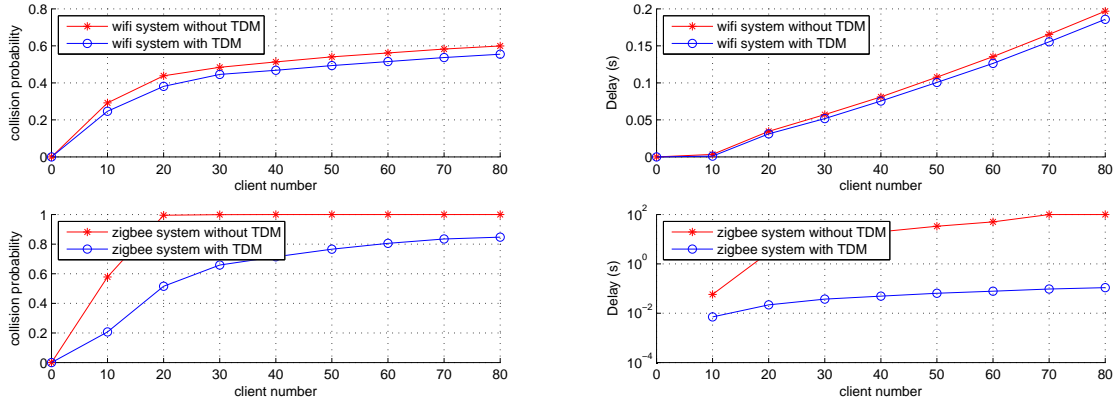 0.8
0.6
0.4
0.2
0
collision probability
wifi system without TDM
wifi system with TDM
0 10 20 30 40 50 60 70 80
client number
0.2
0.15
0.1
0.05
0
Delay (s)
wifi system without TDM
wifi system with TDM
0 10 20 30 40 50 60 70 80
client number
1
0.8
0.6
0.4
0.2
0
collision probability
zigbee system without TDM
zigbee system with TDM
0 10 20 30 40 50 60 70 80
client number
10^2
10^0
10^-2
10^-4
Delay (s)
zigbee system without TDM
zigbee system with TDM
0 10 20 30 40 50 60 70 80
client number